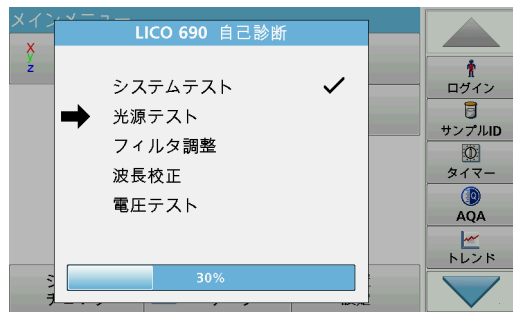 メインメニュー
LICO 690 自己診断
x
y
z
システムテスト
光源テスト
フィルタ調整
波長校正
電圧テスト
30%
ログイン
サンプルID
タイマー
AQA
トレンド